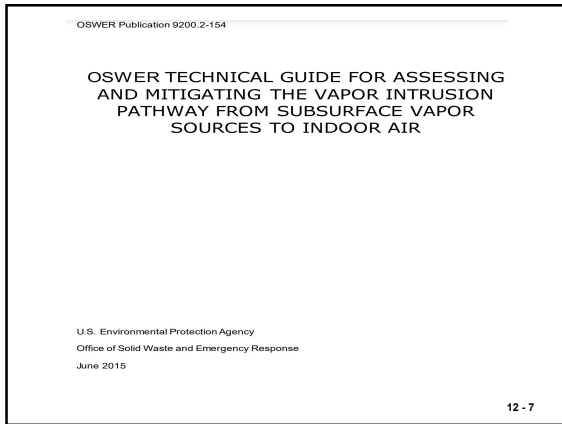 OSWER Publication 9200.2-154
OSWER TECHNICAL GUIDE FOR ASSESSING
AND MITIGATING THE VAPOR INTRUSION
PATHWAY FROM SUBSURFACE VAPOR
SOURCES TO INDOOR AIR
U.S. Environmental Protection Agency
Office of Solid Waste and Emergency Response
June 2015
12 - 7